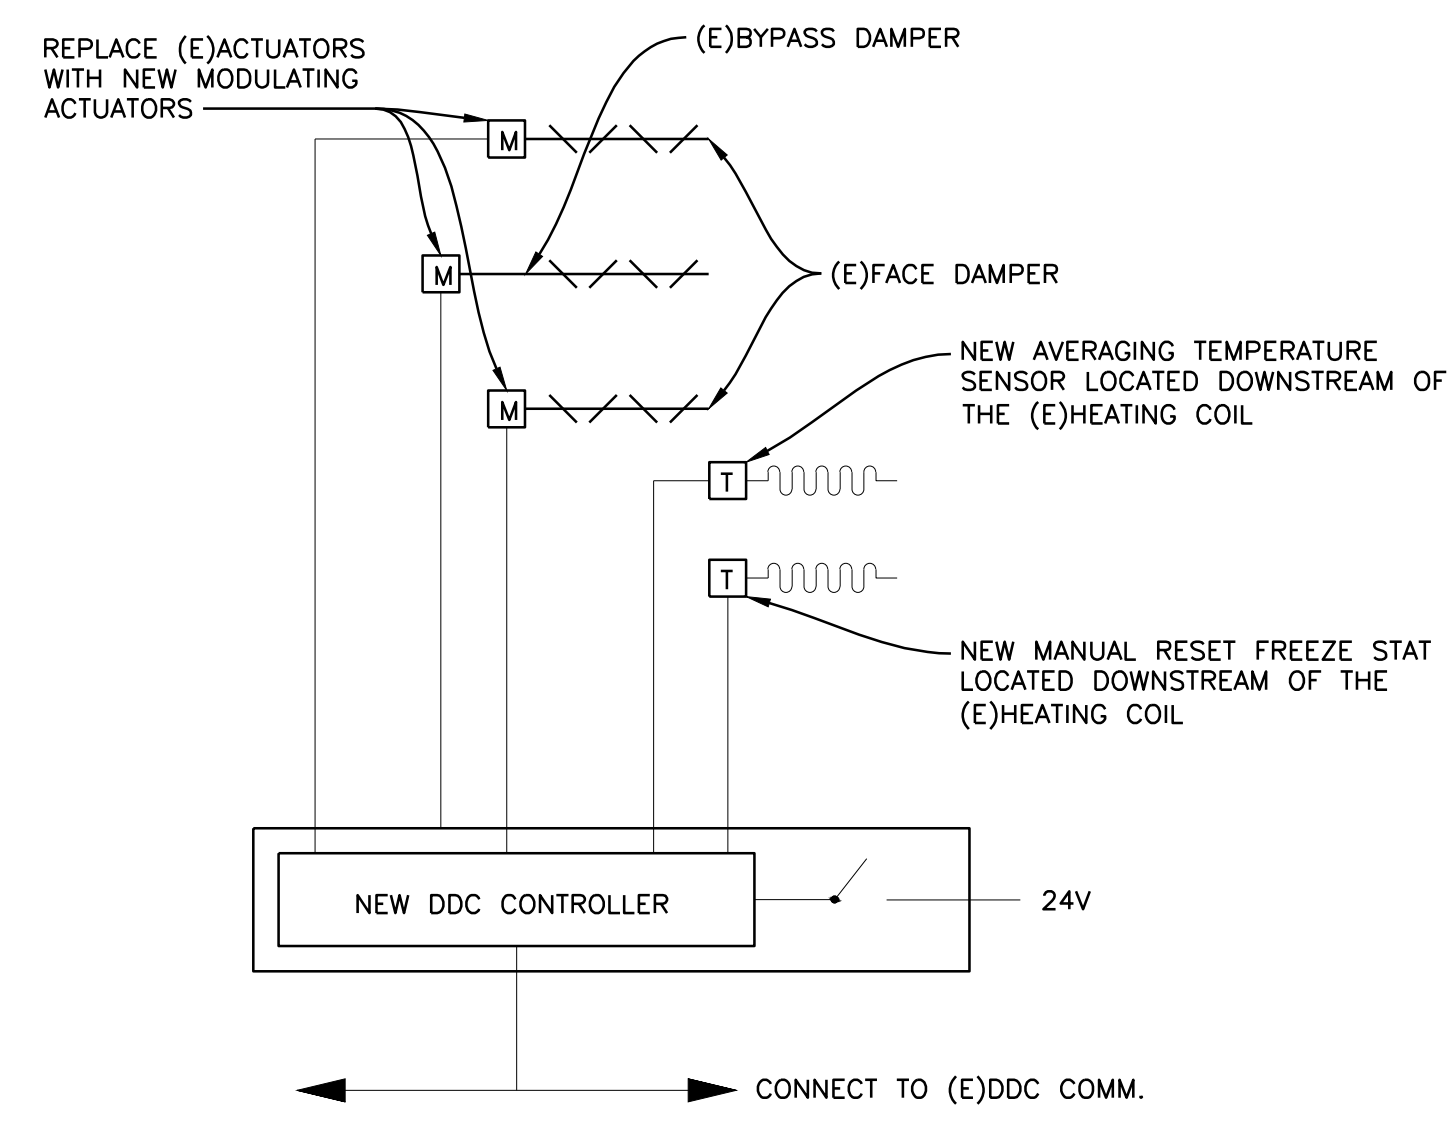 REPLACE (E)ACTUATORS
WITH NEW MODULATING
ACTUATORS
(E)BYPASS DAMPER
M
M
(E)FACE DAMPER
M
NEW AVERAGING TEMPERATURE
SENSOR LOCATED DOWNSTREAM OF
THE (E)HEATING COIL
T
T
NEW MANUAL RESET FREEZE STAT
LOCATED DOWNSTREAM OF THE
(E)HEATING COIL
NEW DDC CONTROLLER
24V
CONNECT TO (E)DDC COMM.